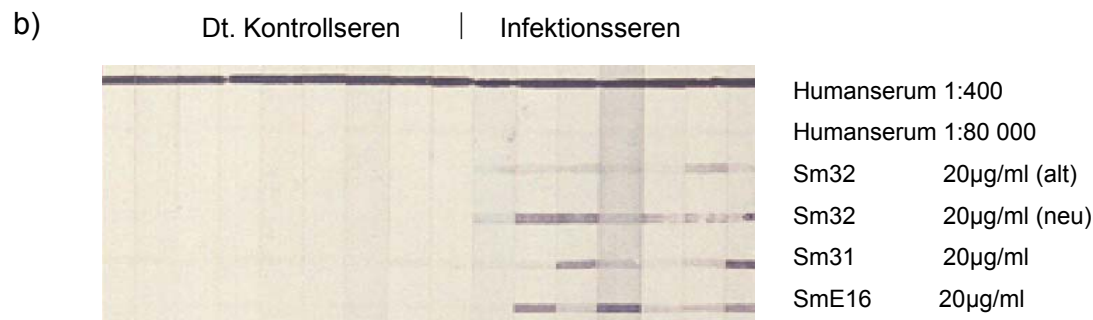 b)
Dt. Kontrollseren | Infektionsseren
Humanserum 1:400
Humanserum 1:80 000
Sm32 20µg/ml (alt)
Sm32 20µg/ml (neu)
Sm31 20µg/ml
SmE16 20µg/ml